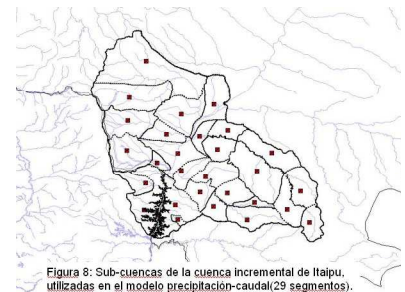 Figura 8: Sub-cuencas de la cuenca incremental de Itaipu,
utilizadas en el modelo precipitación-caudal(29 segmentos).